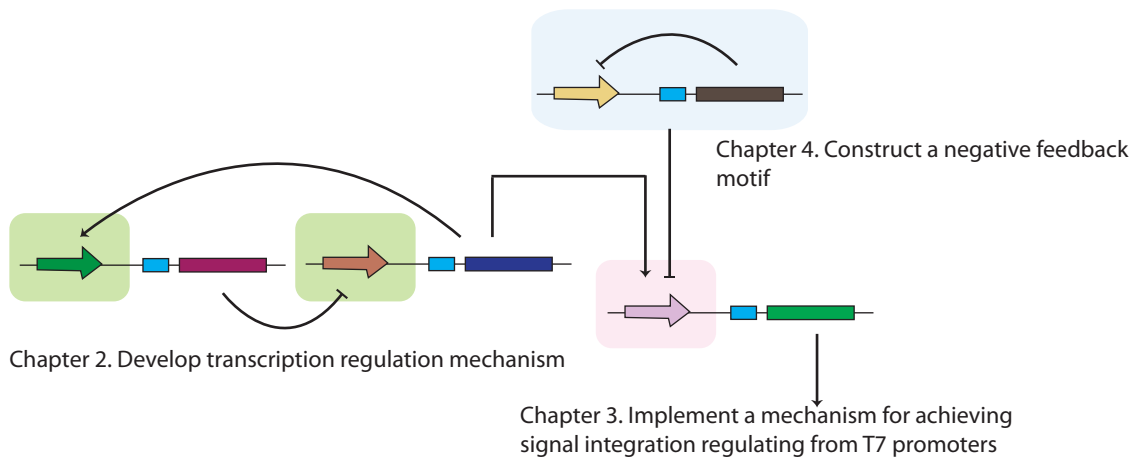 Chapter 4. Construct a negative feedback
motif
Chapter 2. Develop transcription regulation mechanism
Chapter 3. Implement a mechanism for achieving
signal integration regulating from T7 promoters